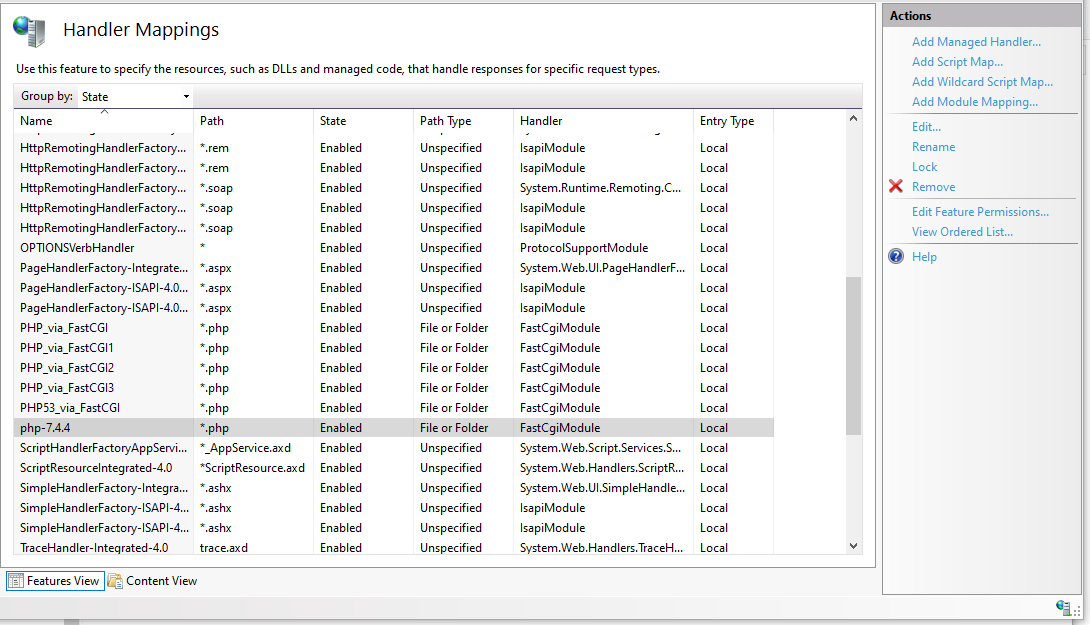 Handler Mappings
Use this feature to specify the resources, such as DLLs and managed code, that handle responses for specific request types.
Group by: State
Name Path State Path Type Handler Entry Type
HttpRemotingHandlerFactory... *.rem Enabled Unspecified IsapiModule Local
HttpRemotingHandlerFactory... *.rem Enabled Unspecified IsapiModule Local
HttpRemotingHandlerFactory... *.soap Enabled Unspecified System.Runtime.Remoting.C... Local
HttpRemotingHandlerFactory... *.soap Enabled Unspecified IsapiModule Local
HttpRemotingHandlerFactory... *.soap Enabled Unspecified IsapiModule Local
OPTIONSVerbHandler * Enabled Unspecified ProtocolSupportModule Local
PageHandlerFactory-Integrate... *.aspx Enabled Unspecified System.Web.UI.PageHandlerF... Local
PageHandlerFactory-ISAPI-4.0... *.aspx Enabled Unspecified IsapiModule Local
PageHandlerFactory-ISAPI-4.0... *.aspx Enabled Unspecified IsapiModule Local
PHP_via_FastCGI *.php Enabled File or Folder FastCgiModule Local
PHP_via_FastCGI1 *.php Enabled File or Folder FastCgiModule Local
PHP_via_FastCGI2 *.php Enabled File or Folder FastCgiModule Local
PHP_via_FastCGI3 *.php Enabled File or Folder FastCgiModule Local
PHP53_via_FastCGI *.php Enabled File or Folder FastCgiModule Local
php-7.4.4 *.php Enabled File or Folder FastCgiModule Local
ScriptHandlerFactoryAppServi... *_AppService.axd Enabled Unspecified System.Web.Script.Services.S... Local
ScriptResourceIntegrated-4.0 *ScriptResource.axd Enabled Unspecified System.Web.Handlers.ScriptR... Local
SimpleHandlerFactory-Integra... *.ashx Enabled Unspecified System.Web.UI.SimpleHandle... Local
SimpleHandlerFactory-ISAPI-4... *.ashx Enabled Unspecified IsapiModule Local
SimpleHandlerFactory-ISAPI-4... *.ashx Enabled Unspecified IsapiModule Local
TraceHandler-Integrated-4.0 trace.axd Enabled Unspecified System.Web.Handlers.TraceH... Local
Features View Content View
Actions
Add Managed Handler...
Add Script Map...
Add Wildcard Script Map...
Add Module Mapping...
Edit...
Rename
Lock
Remove
Edit Feature Permissions...
View Ordered List...
Help